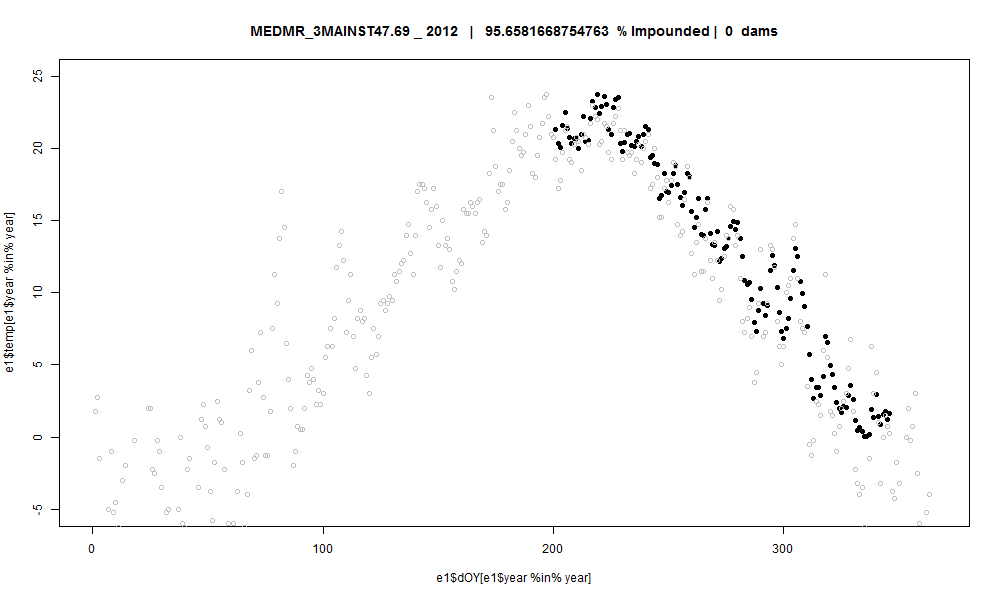 MEDMR_3MAINST47.69 _ 2012 | 95.6581668754763 % Impounded | 0 dams
e1$temp[e1$year %in% year]
25
20
15
10
5
0
-5
0 100 200 300
e1$dOY[e1$year %in% year]